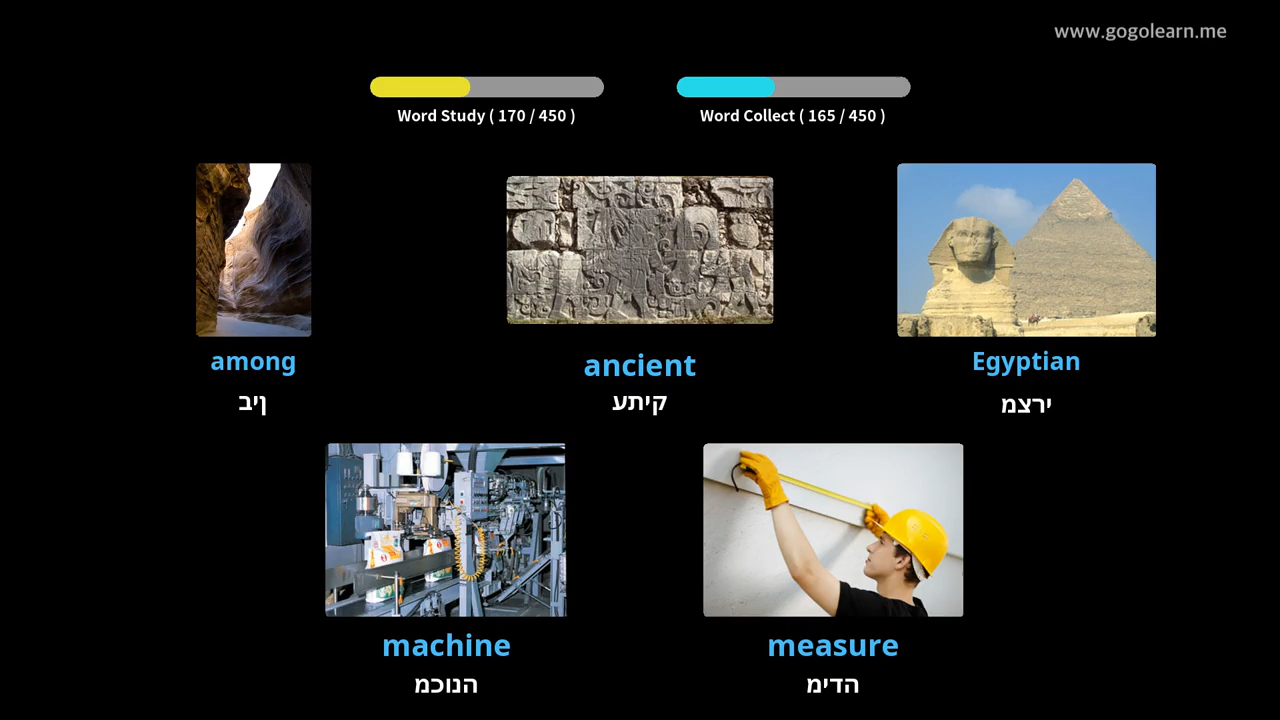 www.gogolearn.me
Word Study ( 170 / 450 )
Word Collect ( 165 / 450 )
among
ןיב
ancient
קיתע
Egyptian
ירצמ
machine
הנוכמ
measure
הדימ